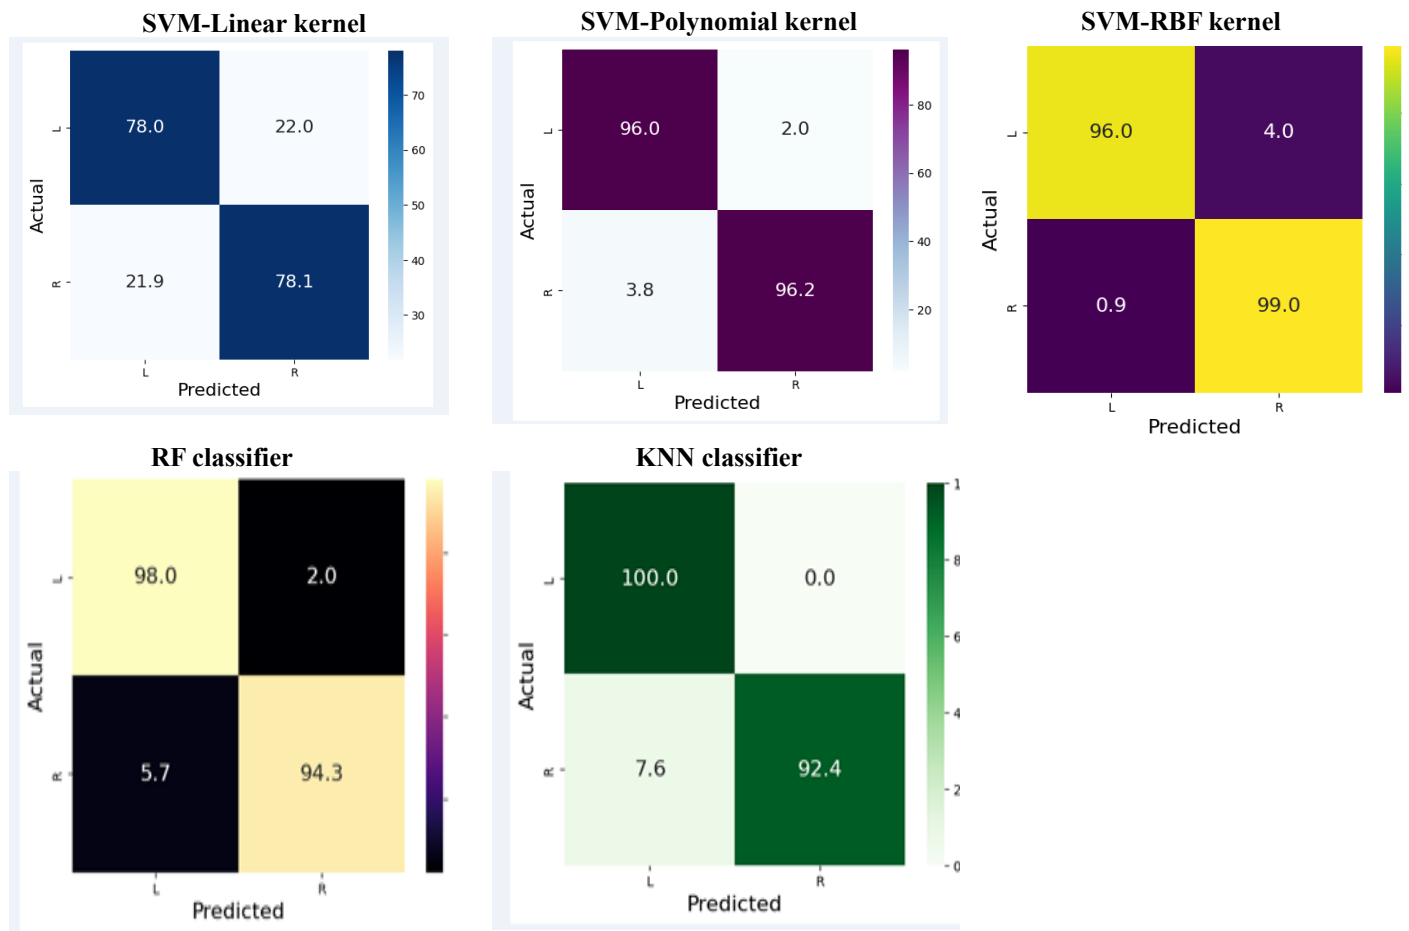 SVM-Linear kernel
78.0 22.0
21.9 78.1
L
R
Actual
L R
Predicted
70
60
50
40
30
SVM-Polynomial kernel
96.0 2.0
3.8 96.2
L
R
Actual
L R
Predicted
80
60
40
20
SVM-RBF kernel
96.0 4.0
0.9 99.0
L
R
Actual
L R
Predicted
RF classifier
98.0 2.0
5.7 94.3
L
R
Actual
L R
Predicted
KNN classifier
100.0 0.0
7.6 92.4
L
R
Actual
L R
Predicted
1
8
6
4
2
0